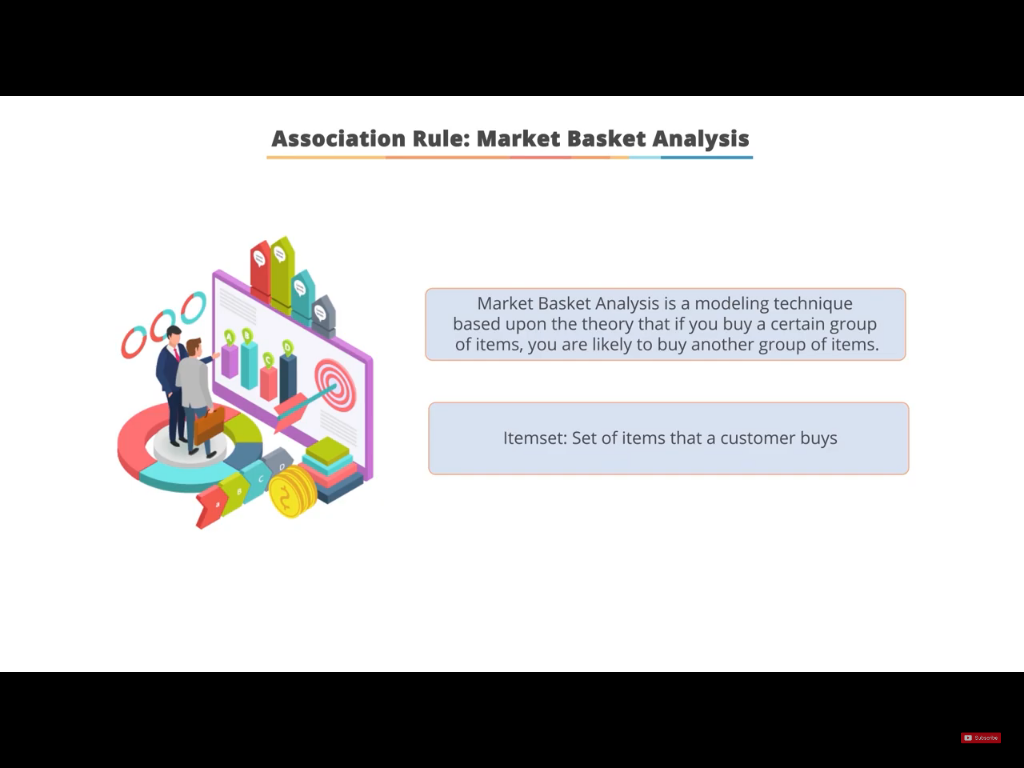 Association Rule: Market Basket Analysis
Market Basket Analysis is a modeling technique
based upon the theory that if you buy a certain group
of items, you are likely to buy another group of items.
Itemset: Set of items that a customer buys
A
B
C
D
A
B
C
D
Subscribe